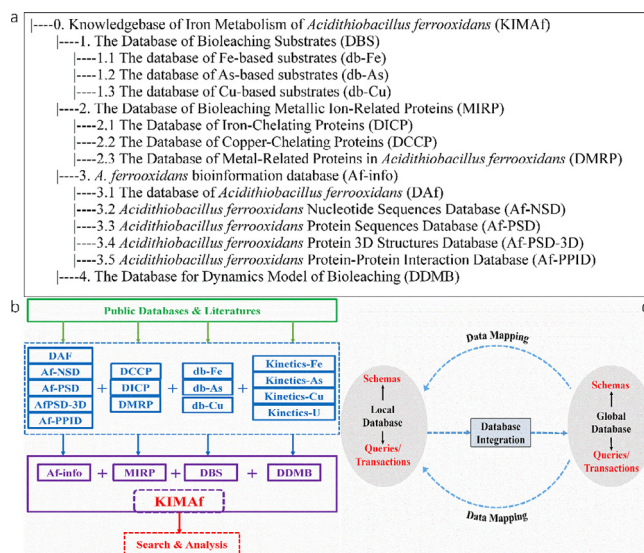 a
|----0. Knowledgebase of Iron Metabolism of Acidithiobacillus ferrooxidans (KIMAf)
|----1. The Database of Bioleaching Substrates (DBS)
|----1.1 The database of Fe-based substrates (db-Fe)
|----1.2 The database of As-based substrates (db-As)
|----1.3 The database of Cu-based substrates (db-Cu)
|----2. The Database of Bioleaching Metallic Ion-Related Proteins (MIRP)
|----2.1 The Database of Iron-Chelating Proteins (DICP)
|----2.2 The Database of Copper-Chelating Proteins (DCCP)
|----2.3 The Database of Metal-Related Proteins in Acidithiobacillus ferrooxidans (DMRP)
|----3. A. ferrooxidans bioinformation database (Af-info)
|----3.1 The database of Acidithiobacillus ferrooxidans (DAf)
|----3.2 Acidithiobacillus ferrooxidans Nucleotide Sequences Database (Af-NSD)
|----3.3 Acidithiobacillus ferrooxidans Protein Sequences Database (Af-PSD)
|----3.4 Acidithiobacillus ferrooxidans Protein 3D Structures Database (Af-PSD-3D)
|----3.5 Acidithiobacillus ferrooxidans Protein-Protein Interaction Database (Af-PPID)
|----4. The Database for Dynamics Model of Bioleaching (DDMB)
b
Public Databases & Literatures
DAF
Af-NSD
Af-PSD
AfPSD-3D
Af-PPID
+
DCCP
DICP
DMRP
+
db-Fe
db-As
db-Cu
+
Kinetics-Fe
Kinetics-As
Kinetics-Cu
Kinetics-U
Af-info + MIRP + DBS + DDMB
KIMAf
Search & Analysis
Data Mapping
Schemas
Local
Database
Queries/
Transactions
Database
Integration
Schemas
Global
Database
Queries/
Transactions
Data Mapping